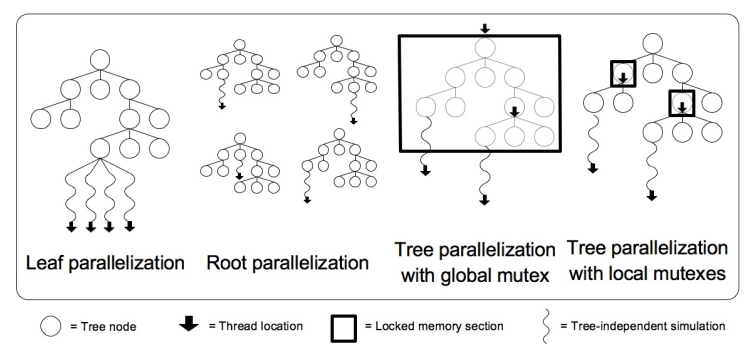 Leaf parallelization
Root parallelization
Tree parallelization
with global mutex
Tree parallelization
with local mutexes
= Tree node
= Thread location
= Locked memory section
= Tree-independent simulation